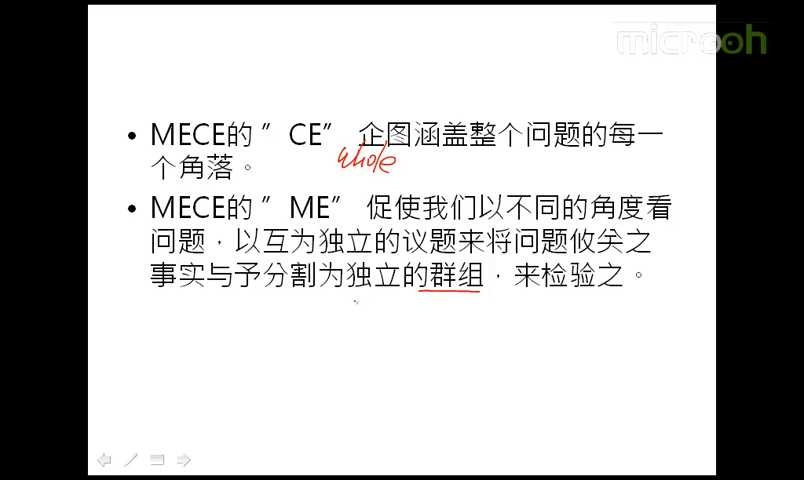 microoh
• MECE的 ” CE” 企图涵盖整个问题的每一
个角落。
whole
• MECE的 ” ME” 促使我们以不同的角度看
问题，以互为独立的议题来将问题攸关之
事实与予分割为独立的群组，来检验之。